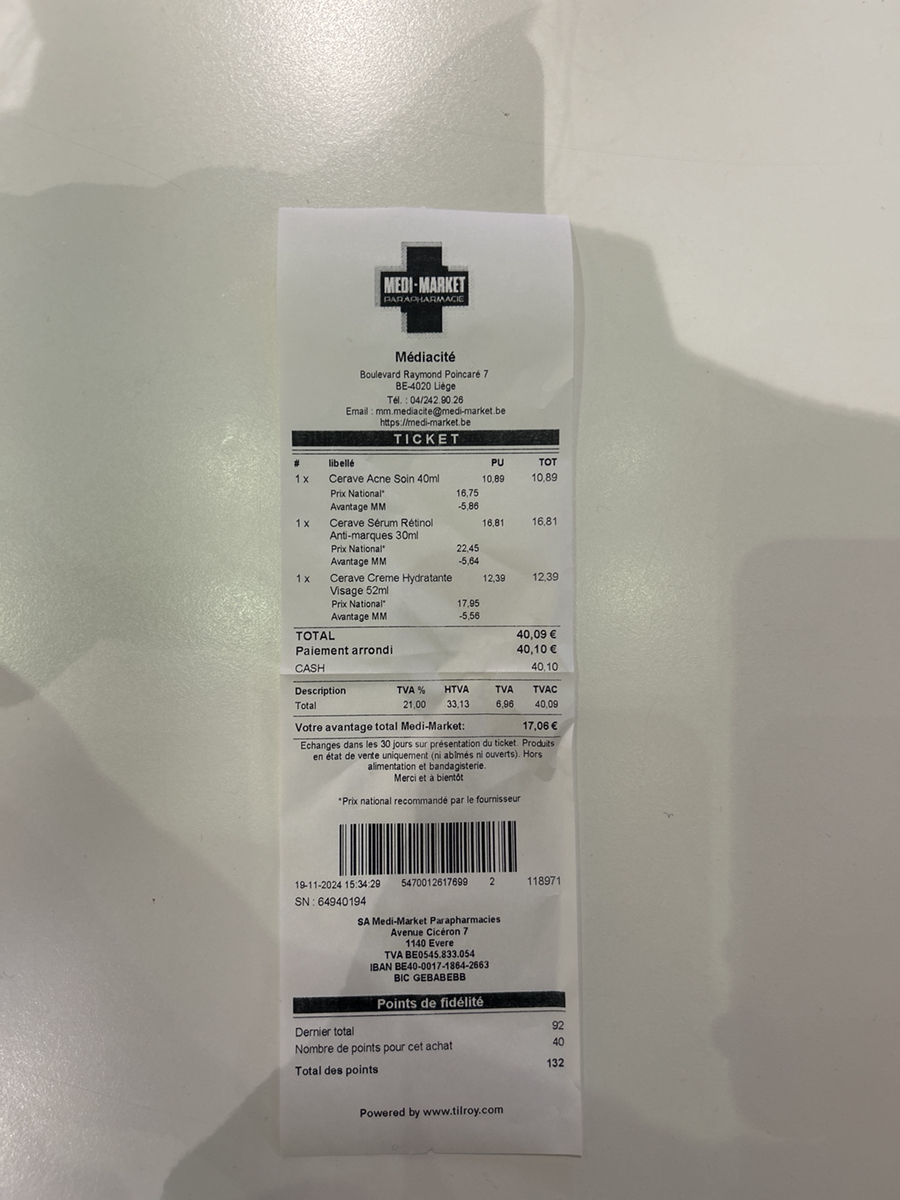 MEDI-MARKET
PARAPHARMACIE
Médiacité
Boulevard Raymond Poincaré 7
BE-4020 Liège
Tél. : 04/242.90.26
Email : mm.mediacite@medi-market.be
https://medi-market.be
TICKET
# libellé PU TOT
1 x Cerave Acne Soin 40ml 10,89 10,89
Prix National* 16,75
Avantage MM -5,86
1 x Cerave Sérum Rétinol 16,81 16,81
Anti-marques 30ml
Prix National* 22,45
Avantage MM -5,64
1 x Cerave Creme Hydratante 12,39 12,39
Visage 52ml
Prix National* 17,95
Avantage MM -5,56
TOTAL 40,09 €
Paiement arrondi 40,10 €
CASH 40,10
Description TVA % HTVA TVA TVAC
Total 21,00 33,13 6,96 40,09
Votre avantage total Medi-Market: 17,06 €
Echanges dans les 30 jours sur présentation du ticket. Produits
en état de vente uniquement (ni abîmés ni ouverts). Hors
alimentation et bandagisterie.
Merci et à bientôt
*Prix national recommandé par le fournisseur
19-11-2024 15:34:29 5470012617699 2 118971
SN : 64940194
SA Medi-Market Parapharmacies
Avenue Cicéron 7
1140 Evere
TVA BE0545.833.054
IBAN BE40-0017-1864-2663
BIC GEBABEBB
Points de fidélité
Dernier total 92
Nombre de points pour cet achat 40
Total des points 132
Powered by www.tilroy.com